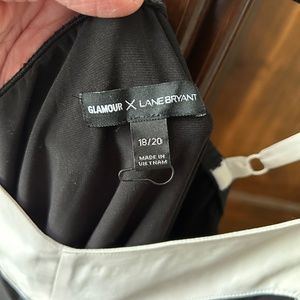 GLAMOUR X LANE BRYANT
18/20
MADE IN
VIETNAM